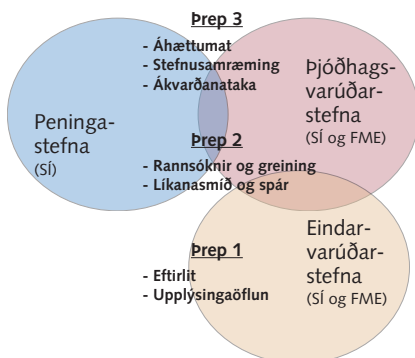 Þrep 3
- Áhættumat
- Stefnusamræming
- Ákvarðanataka
Peninga-
stefna
(SÍ)
Þjóðhags-
varúðar-
stefna
(SÍ og FME)
Þrep 2
- Rannsóknir og greining
- Líkanasmíð og spár
Þrep 1
- Eftirlit
- Upplýsingaöflun
Eindar-
varúðar-
stefna
(SÍ og FME)